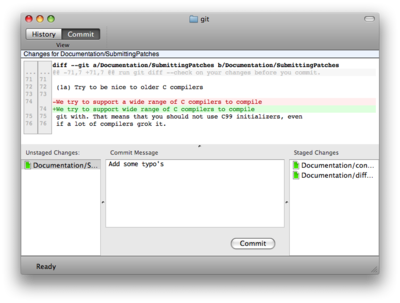 git
History
Commit
View
Changes for Documentation/SubmittingPatches
diff --git a/Documentation/SubmittingPatches b/Documentation/SubmittingPatches
... ... @@ -71,7 +71,7 @@ run git diff --check on your changes before you commit.
71 71
72 72 (1a) Try to be nice to older C compilers
73 73
74 -We try to support a wide range of C compilers to compile
74 +We try to support wide range of C compilers to compile
75 75 git with. That means that you should not use C99 initializers, even
76 76 if a lot of compilers grok it.
Unstaged Changes:
Commit Message
Staged Changes
Documentation/S...
Add some typo's
Documentation/con...
Documentation/diff...
Commit
Ready